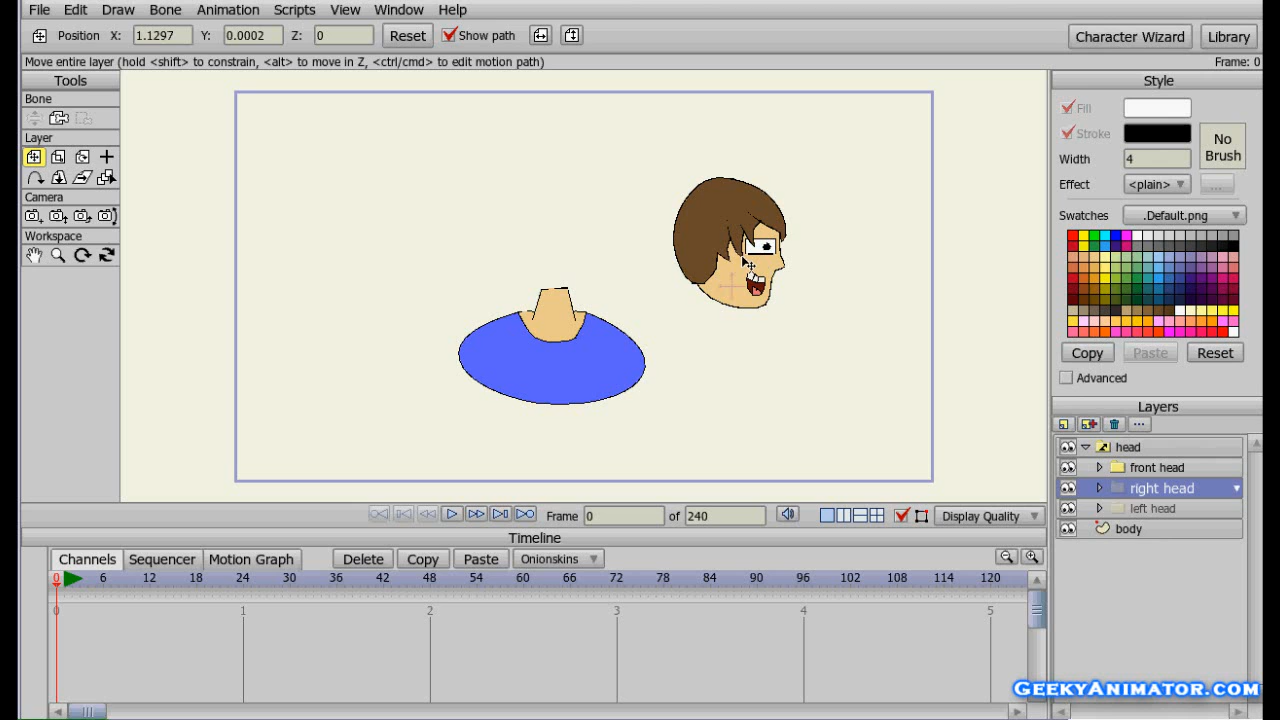 File Edit Draw Bone Animation Scripts View Window Help
Position X: 1.1297 Y: 0.0002 Z: 0 Reset Show path Character Wizard Library
Move entire layer (hold <shift> to constrain, <alt> to move in Z, <ctrl/cmd> to edit motion path) Frame: 0
Tools
Bone
Layer
Camera
Workspace
Style
Fill
Stroke
No Brush
Width 4
Effect <plain> ...
Swatches .Default.png
Copy Paste Reset
Advanced
Layers
head
front head
right head
left head
body
Frame 0 of 240 Display Quality
Timeline
Channels Sequencer Motion Graph Delete Copy Paste Onionskins
0 6 12 18 24 30 36 42 48 54 60 66 72 78 84 90 96 102 108 114 120
0 1 2 3 4 5
GeekyAnimator.com